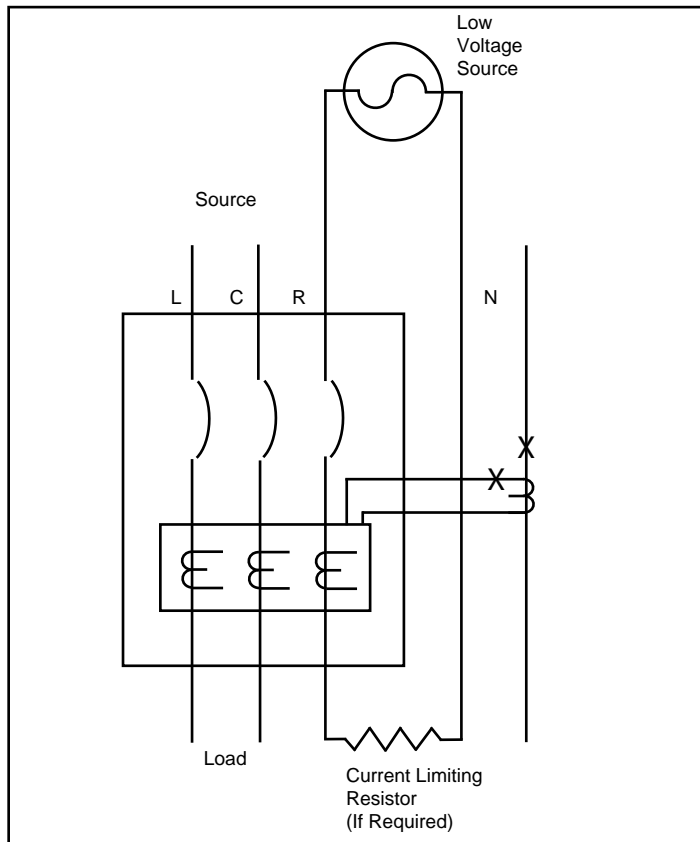 Low
Voltage
Source
Source
L C R N
X
X
Load
Current Limiting
Resistor
(If Required)